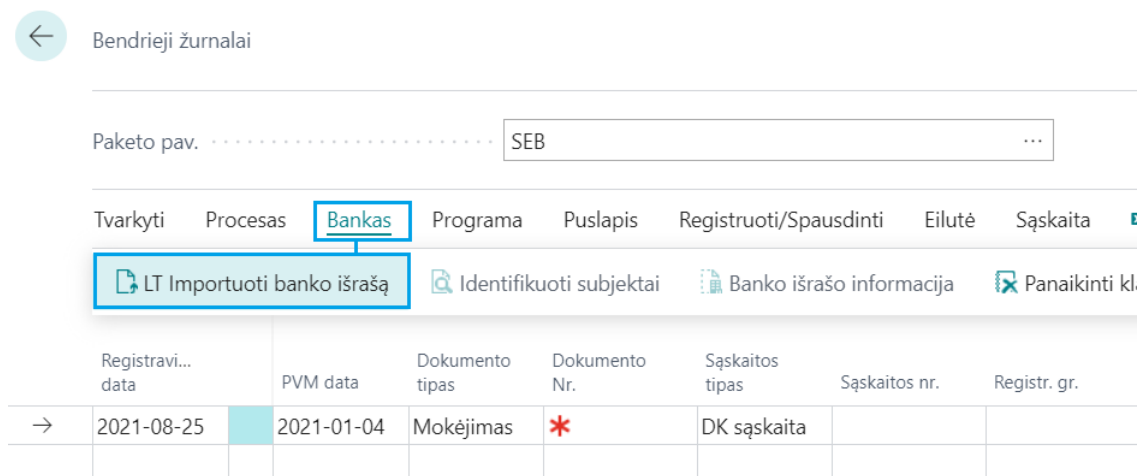 Bendrieji žurnalai
Paketo pav. SEB ...
Tvarkyti Procesas Bankas Programa Puslapis Registruoti/Spausdinti Eilutė Sąskaita
LT Importuoti banko išrašą Identifikuoti subjektai Banko išrašo informacija Panaikinti kl
Registravi... data PVM data Dokumento tipas Dokumento Nr. Sąskaitos tipas Sąskaitos nr. Registr. gr.
2021-08-25 2021-01-04 Mokėjimas * DK sąskaita